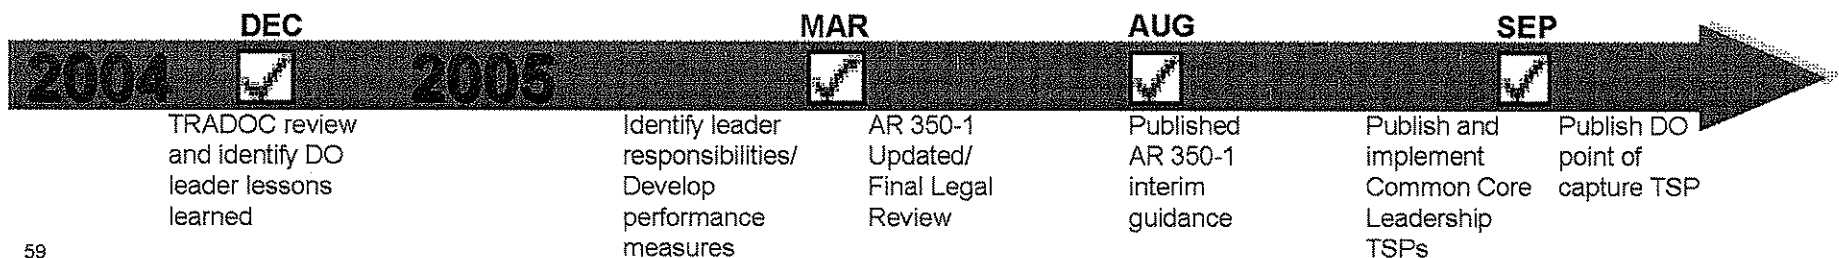 DEC
MAR
AUG
SEP
2004
2005
TRADOC review
and identify DO
leader lessons
learned
Identify leader
responsibilities/
Develop
performance
measures
AR 350-1
Updated/
Final Legal
Review
Published
AR 350-1
interim
guidance
Publish and
implement
Common Core
Leadership
TSPs
Publish DO
point of
capture TSP
59